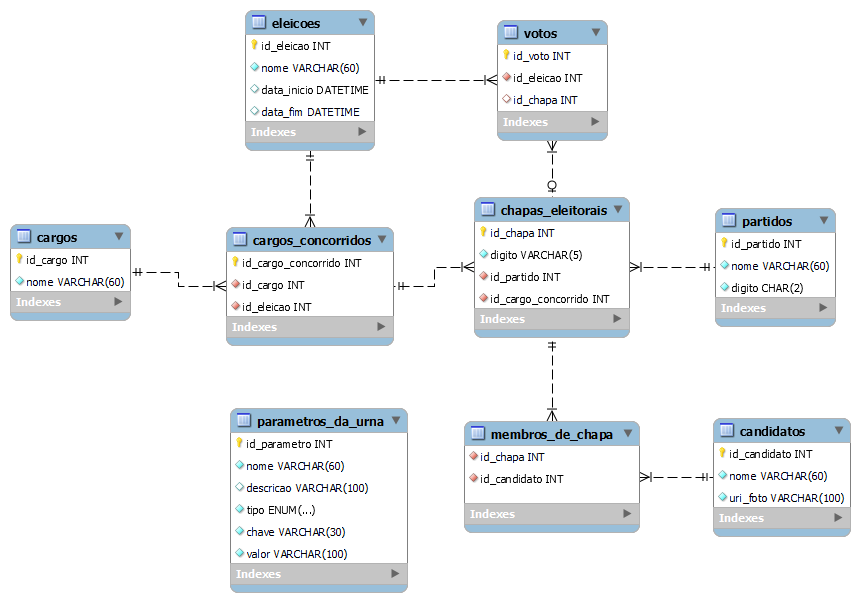 eleicoes
id_eleicao INT
nome VARCHAR(60)
data_inicio DATETIME
data_fim DATETIME
Indexes
votos
id_voto INT
id_eleicao INT
id_chapa INT
Indexes
cargos
id_cargo INT
nome VARCHAR(60)
Indexes
cargos_concorridos
id_cargo_concorrido INT
id_cargo INT
id_eleicao INT
Indexes
chapas_eleitorais
id_chapa INT
digito VARCHAR(5)
id_partido INT
id_cargo_concorrido INT
Indexes
partidos
id_partido INT
nome VARCHAR(60)
digito CHAR(2)
Indexes
parametros_da_urna
id_parametro INT
nome VARCHAR(60)
descricao VARCHAR(100)
tipo ENUM(...)
chave VARCHAR(30)
valor VARCHAR(100)
Indexes
membros_de_chapa
id_chapa INT
id_candidato INT
Indexes
candidatos
id_candidato INT
nome VARCHAR(60)
uri_foto VARCHAR(100)
Indexes